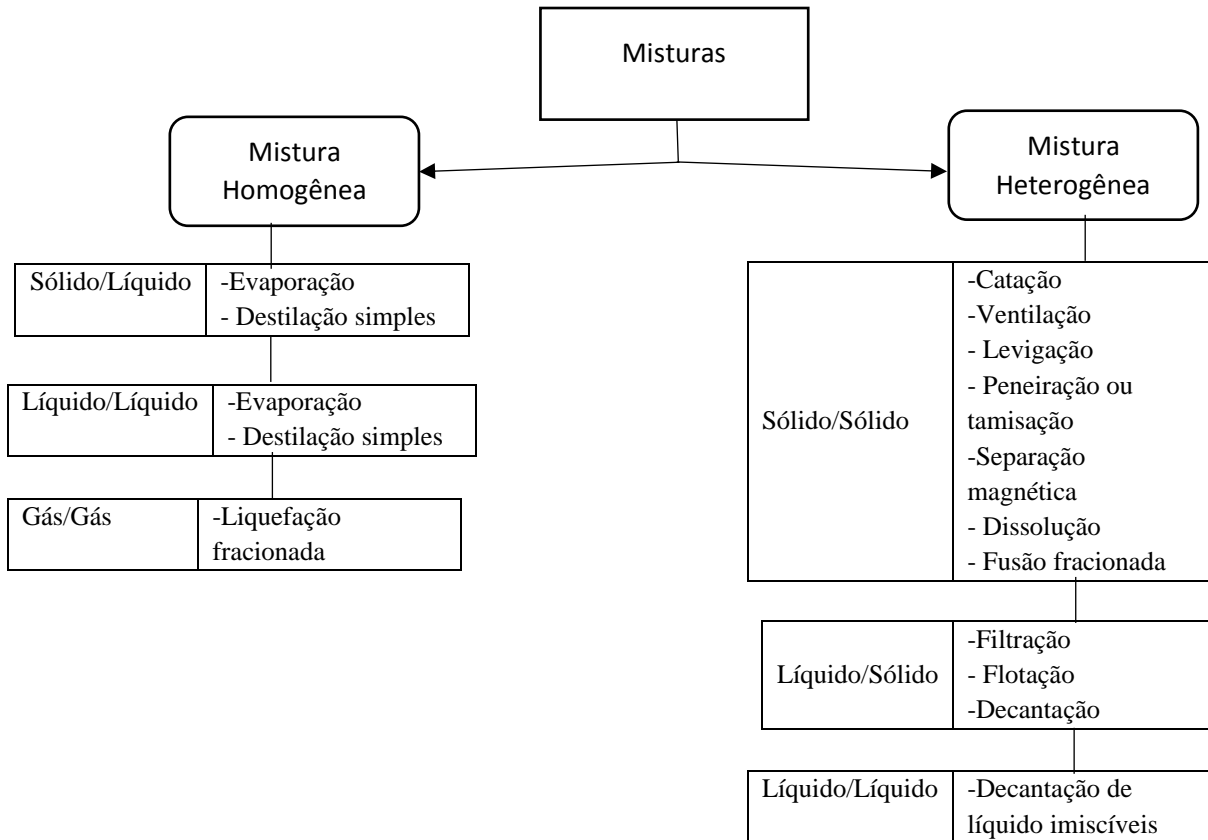 Misturas
Mistura
Homogênea
Mistura
Heterogênea
Sólido/Líquido
-Evaporação
- Destilação simples
Líquido/Líquido
-Evaporação
- Destilação simples
Gás/Gás
-Liquefação
fracionada
Sólido/Sólido
-Catação
-Ventilação
- Levigação
- Peneiração ou
tamisação
-Separação
magnética
- Dissolução
- Fusão fracionada
Líquido/Sólido
-Filtração
- Flotação
-Decantação
Líquido/Líquido
-Decantação de
líquido imiscíveis